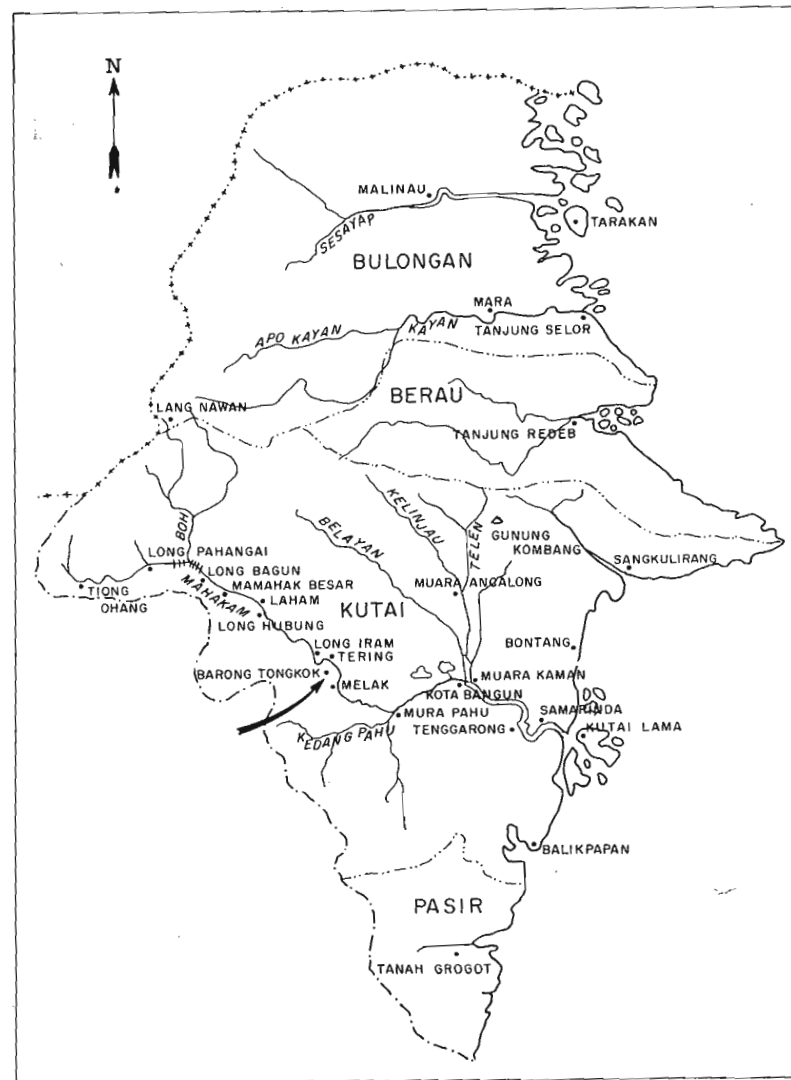 N
MALINAU
SESAYAP
TARAKAN
BULONGAN
MARA
APO KAYAN
KAYAN
TANJUNG SELOR
BERAU
LANG NAWAN
TANJUNG REDEB
BOH
BELAYAN
KELINJAU
TELEN
GUNUNG
KOMBANG
SANGKULIRANG
LONG PAHANGAI
LONG BAGUN
MAHAKAM
MAMAHAK BESAR
MUARA ANCALONG
TIONG
OHANG
LAHAM
KUTAI
LONG HUBUNG
BONTANG
LONG IRAM
TERING
BARONG TONGKOK
MELAK
MUARA KAMAN
KOTA BANGUN
SAMARINDA
MURA PAHU
KEDANG PAHU
TENGGARONG
KUTAI LAMA
BALIKPAPAN
PASIR
TANAH GROGOT